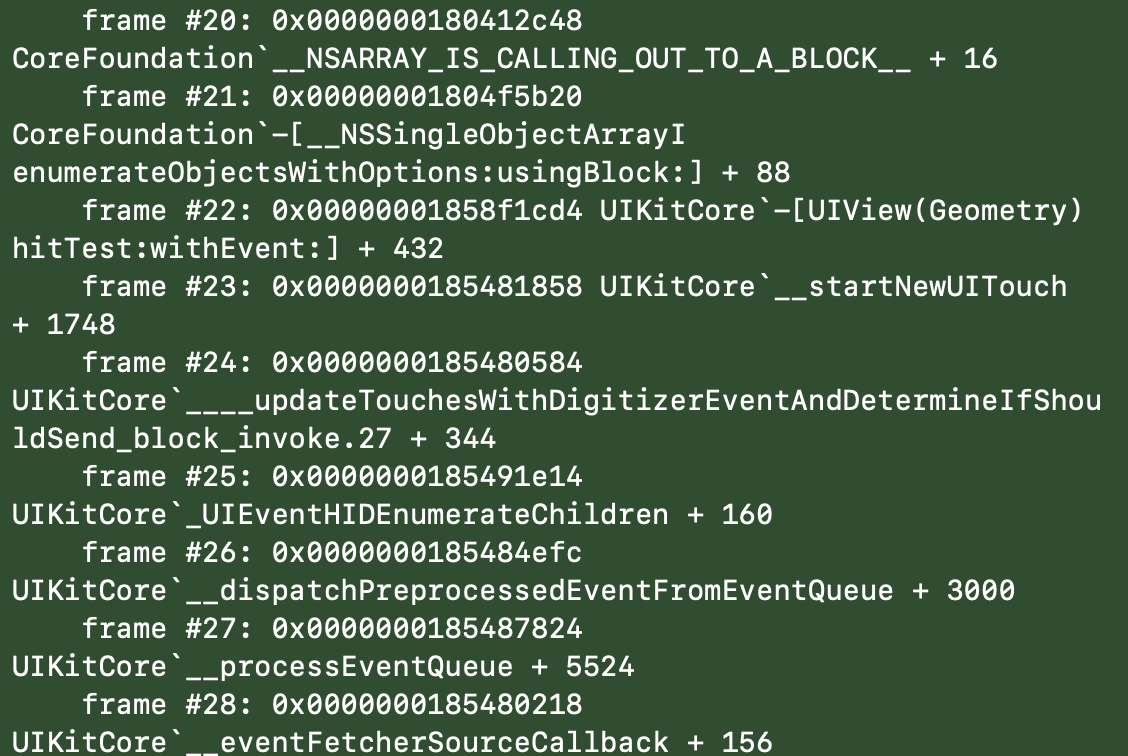 frame #20: 0x0000000180412c48
CoreFoundation`__NSARRAY_IS_CALLING_OUT_TO_A_BLOCK__ + 16
frame #21: 0x00000001804f5b20
CoreFoundation`-[__NSSingleObjectArrayI
enumerateObjectsWithOptions:usingBlock:] + 88
frame #22: 0x00000001858f1cd4 UIKitCore`-[UIView(Geometry)
hitTest:withEvent:] + 432
frame #23: 0x0000000185481858 UIKitCore`__startNewUITouch
+ 1748
frame #24: 0x0000000185480584
UIKitCore`____updateTouchesWithDigitizerEventAndDetermineIfShou
ldSend_block_invoke.27 + 344
frame #25: 0x0000000185491e14
UIKitCore`_UIEventHIDEnumerateChildren + 160
frame #26: 0x0000000185484efc
UIKitCore`__dispatchPreprocessedEventFromEventQueue + 3000
frame #27: 0x0000000185487824
UIKitCore`__processEventQueue + 5524
frame #28: 0x0000000185480218
UIKitCore`__eventFetcherSourceCallback + 156